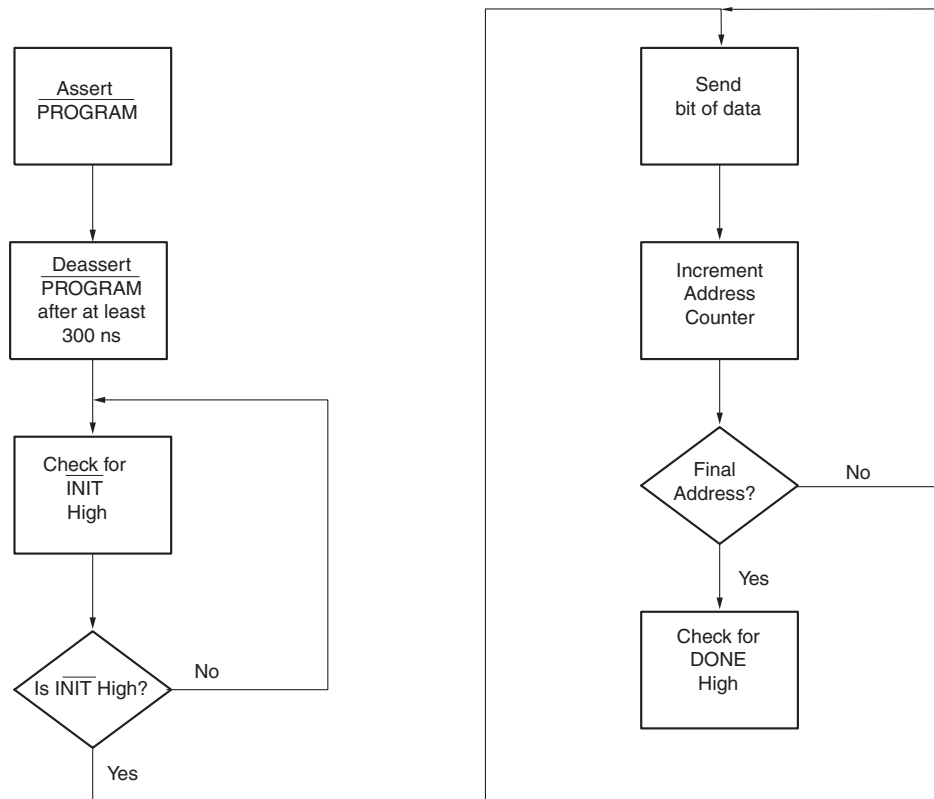 Assert
PROGRAM
Deassert
PROGRAM
after at least
300 ns
Check for
INIT
High
Is INIT High?
No
Yes
Send
bit of data
Increment
Address
Counter
Final
Address?
No
Yes
Check for
DONE
High